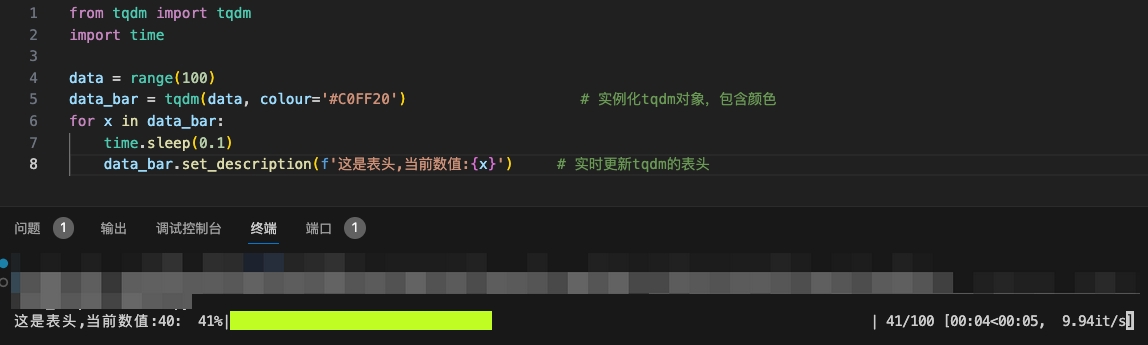 1 from tqdm import tqdm
2 import time
3
4 data = range(100)
5 data_bar = tqdm(data, colour='#C0FF20') # 实例化tqdm对象，包含颜色
6 for x in data_bar:
7 time.sleep(0.1)
8 data_bar.set_description(f'这是表头,当前数值:{x}') # 实时更新tqdm的表头
问题 1 输出 调试控制台 终端 端口 1
这是表头,当前数值:40: 41%| | 41/100 [00:04<00:05, 9.94it/s]